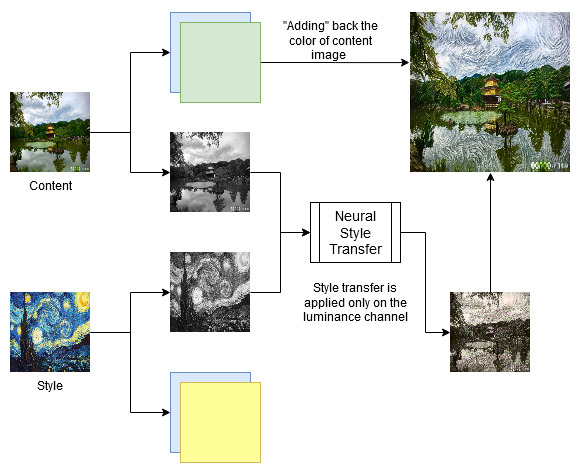 "Adding" back the
color of content
image
Content
Neural
Style
Transfer
Style transfer is
applied only on the
luminance channel
Style